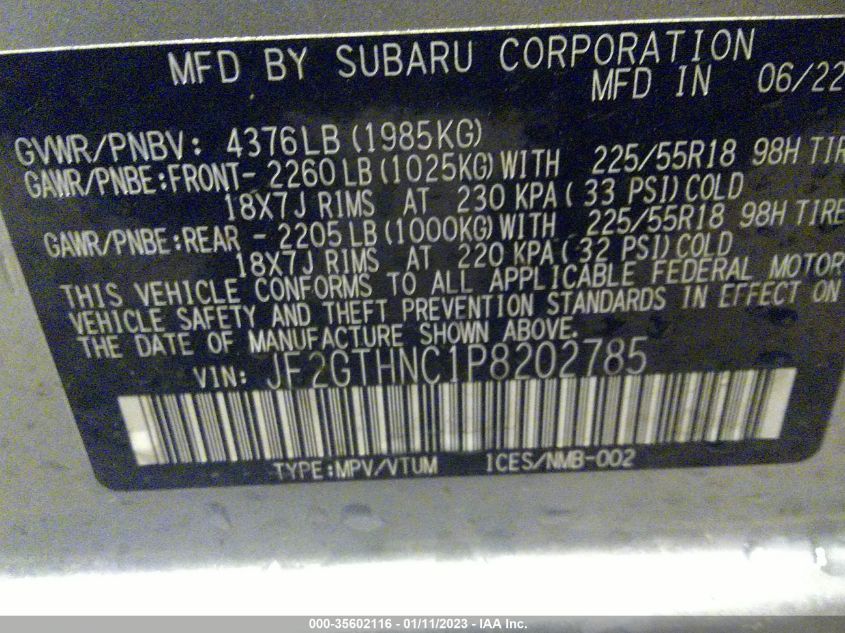 MFD BY SUBARU CORPORATION
MFD IN 06/22
GVWR/PNBV: 4376LB (1985KG)
GAWR/PNBE:FRONT- 2260 LB (1025KG) WITH 225/55R18 98H TIRE
18X7J RIMS AT 230 KPA ( 33 PSI) COLD
GAWR/PNBE:REAR - 2205 LB (1000KG) WITH 225/55R18 98H TIRE
18X7J RIMS AT 220 KPA (32 PSI) COLD
THIS VEHICLE CONFORMS TO ALL APPLICABLE FEDERAL MOTOR
VEHICLE SAFETY AND THEFT PREVENTION STANDARDS IN EFFECT ON
THE DATE OF MANUFACTURE SHOWN ABOVE.
VIN: JF2GTHNC1P8202785
TYPE:MPV/VTUM ICES/NMB-002
000-35602116 - 01/11/2023 - IAA Inc.